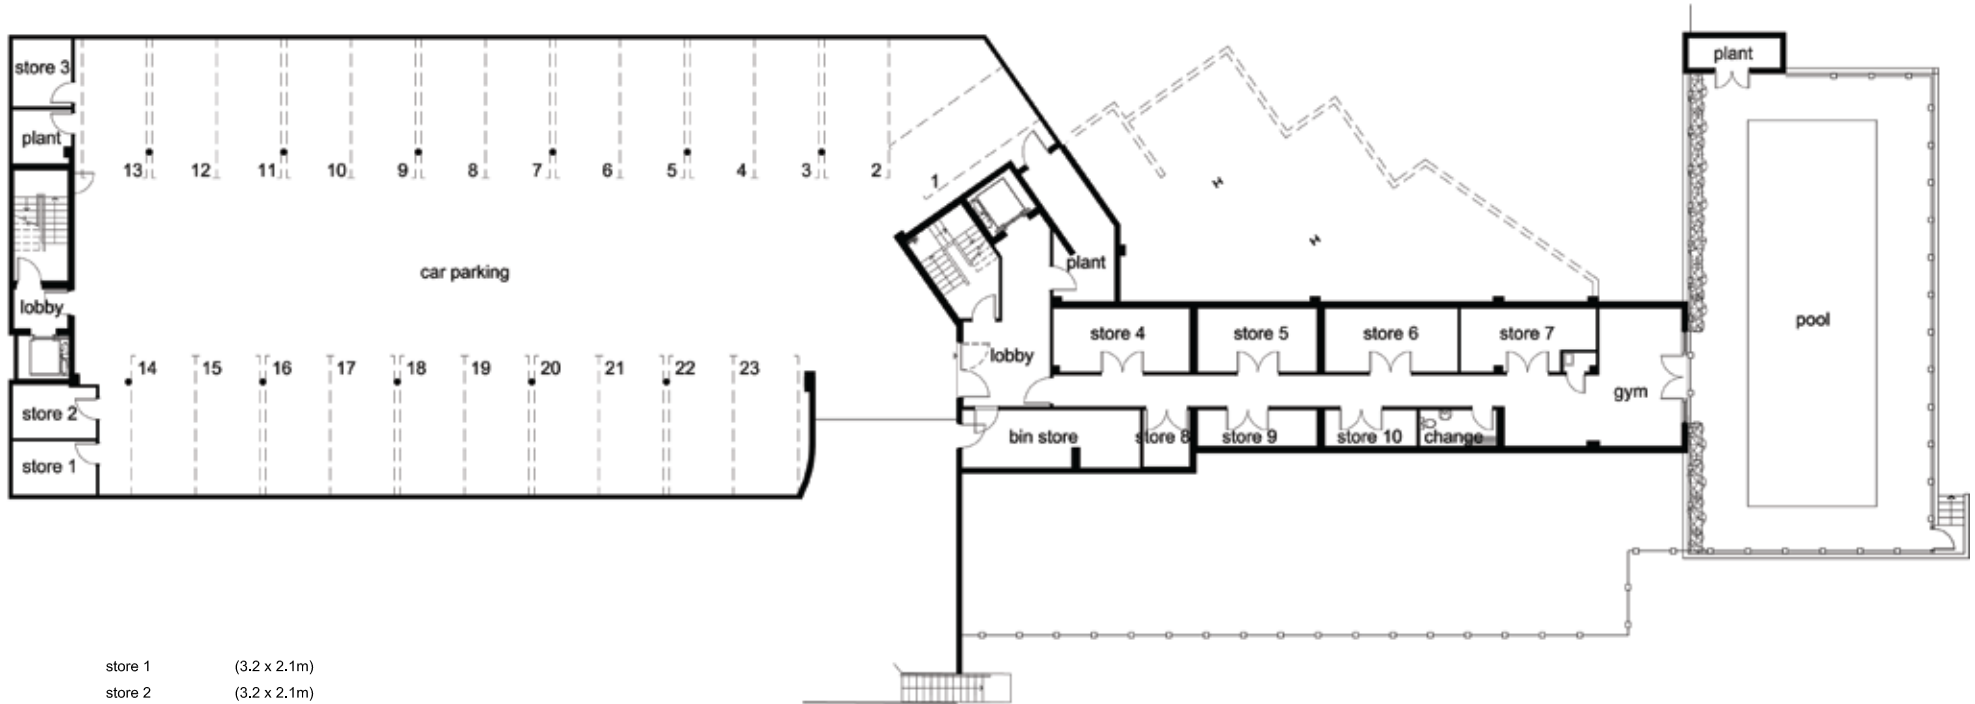 plant
store 3
plant
13 12 11 10 9 8 7 6 5 4 3 2
1
car parking
plant
lobby
pool
store 4 store 5 store 6 store 7
lobby
14 15 16 17 18 19 20 21 22 23
gym
store 2
bin store store 8 store 9 store 10 change
store 1
store 1 (3.2 x 2.1m)
store 2 (3.2 x 2.1m)